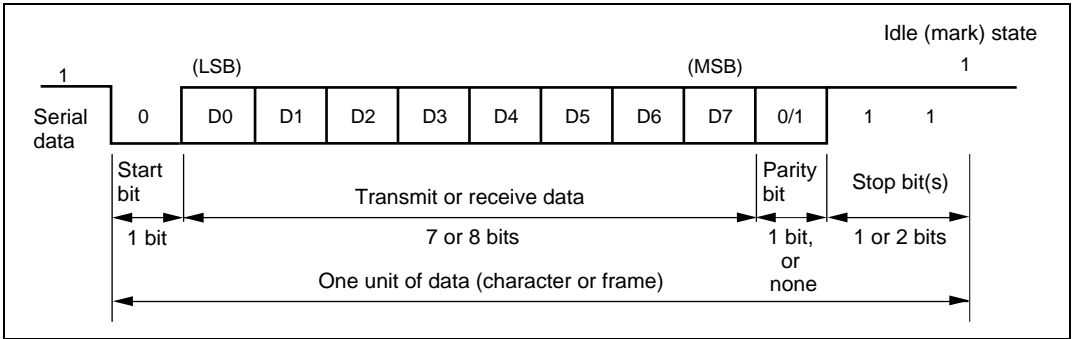 Idle (mark) state
1 (LSB) (MSB) 1
Serial data 0 D0 D1 D2 D3 D4 D5 D6 D7 0/1 1 1
Start bit
Transmit or receive data
Parity bit
Stop bit(s)
1 bit
7 or 8 bits
1 bit, or none
1 or 2 bits
One unit of data (character or frame)